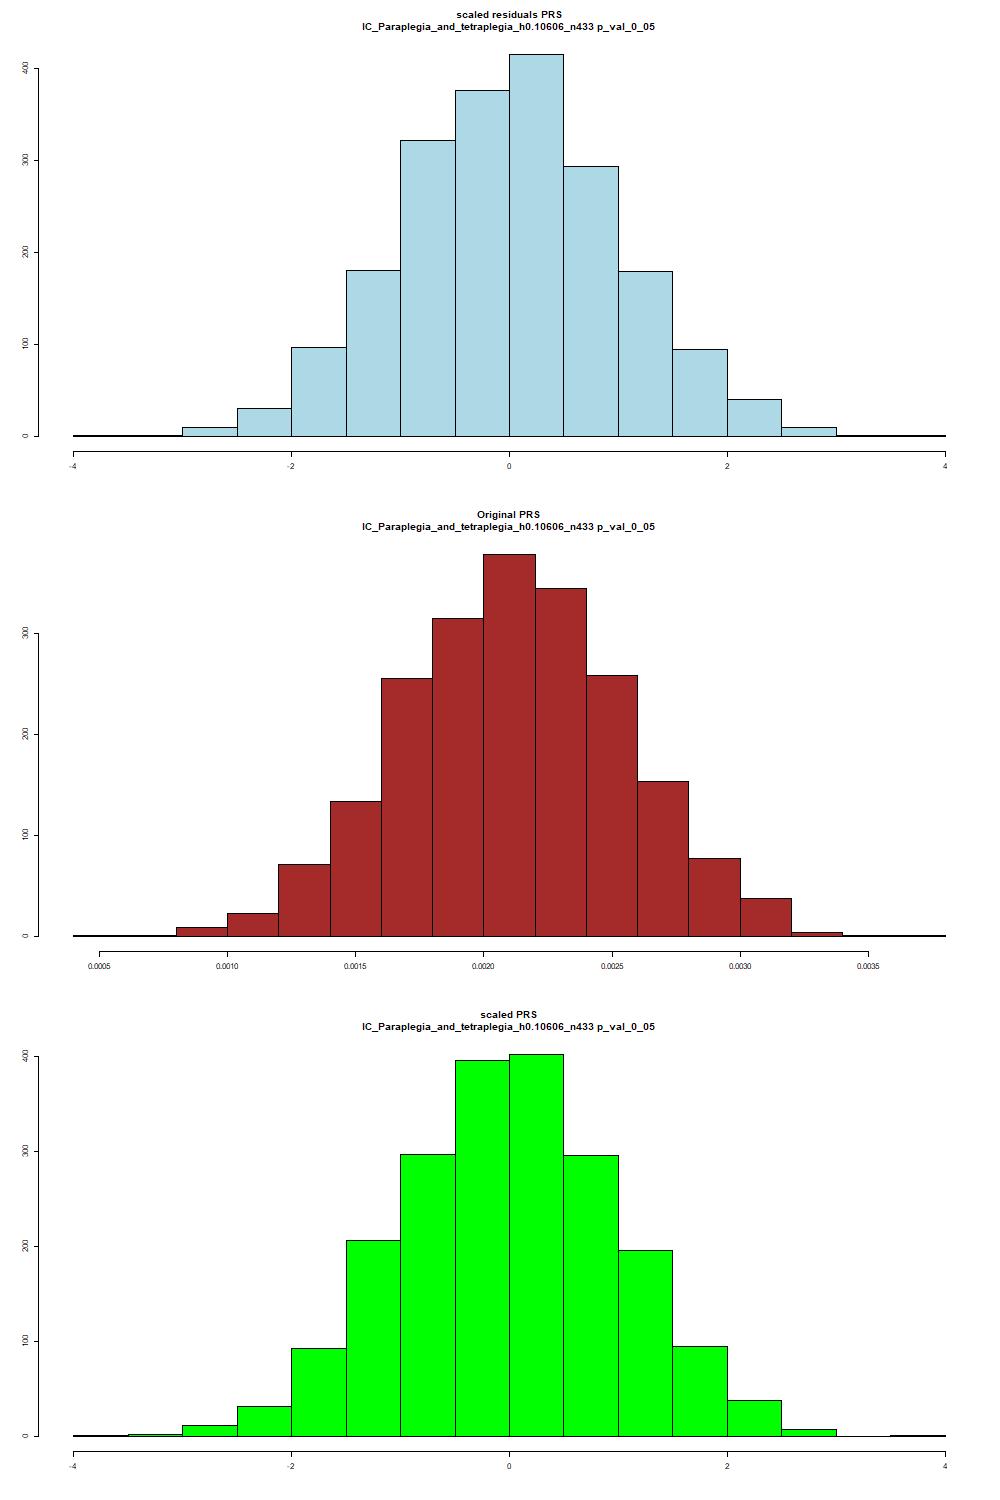 scaled residuals PRS
IC_Paraplegia_and_tetraplegia_h0.10606_n433 p_val_0_05
400
300
200
100
0
-4 -2 0 2 4
Original PRS
IC_Paraplegia_and_tetraplegia_h0.10606_n433 p_val_0_05
300
200
100
0
0.0005 0.0010 0.0015 0.0020 0.0025 0.0030 0.0035
scaled PRS
IC_Paraplegia_and_tetraplegia_h0.10606_n433 p_val_0_05
400
300
200
100
0
-4 -2 0 2 4